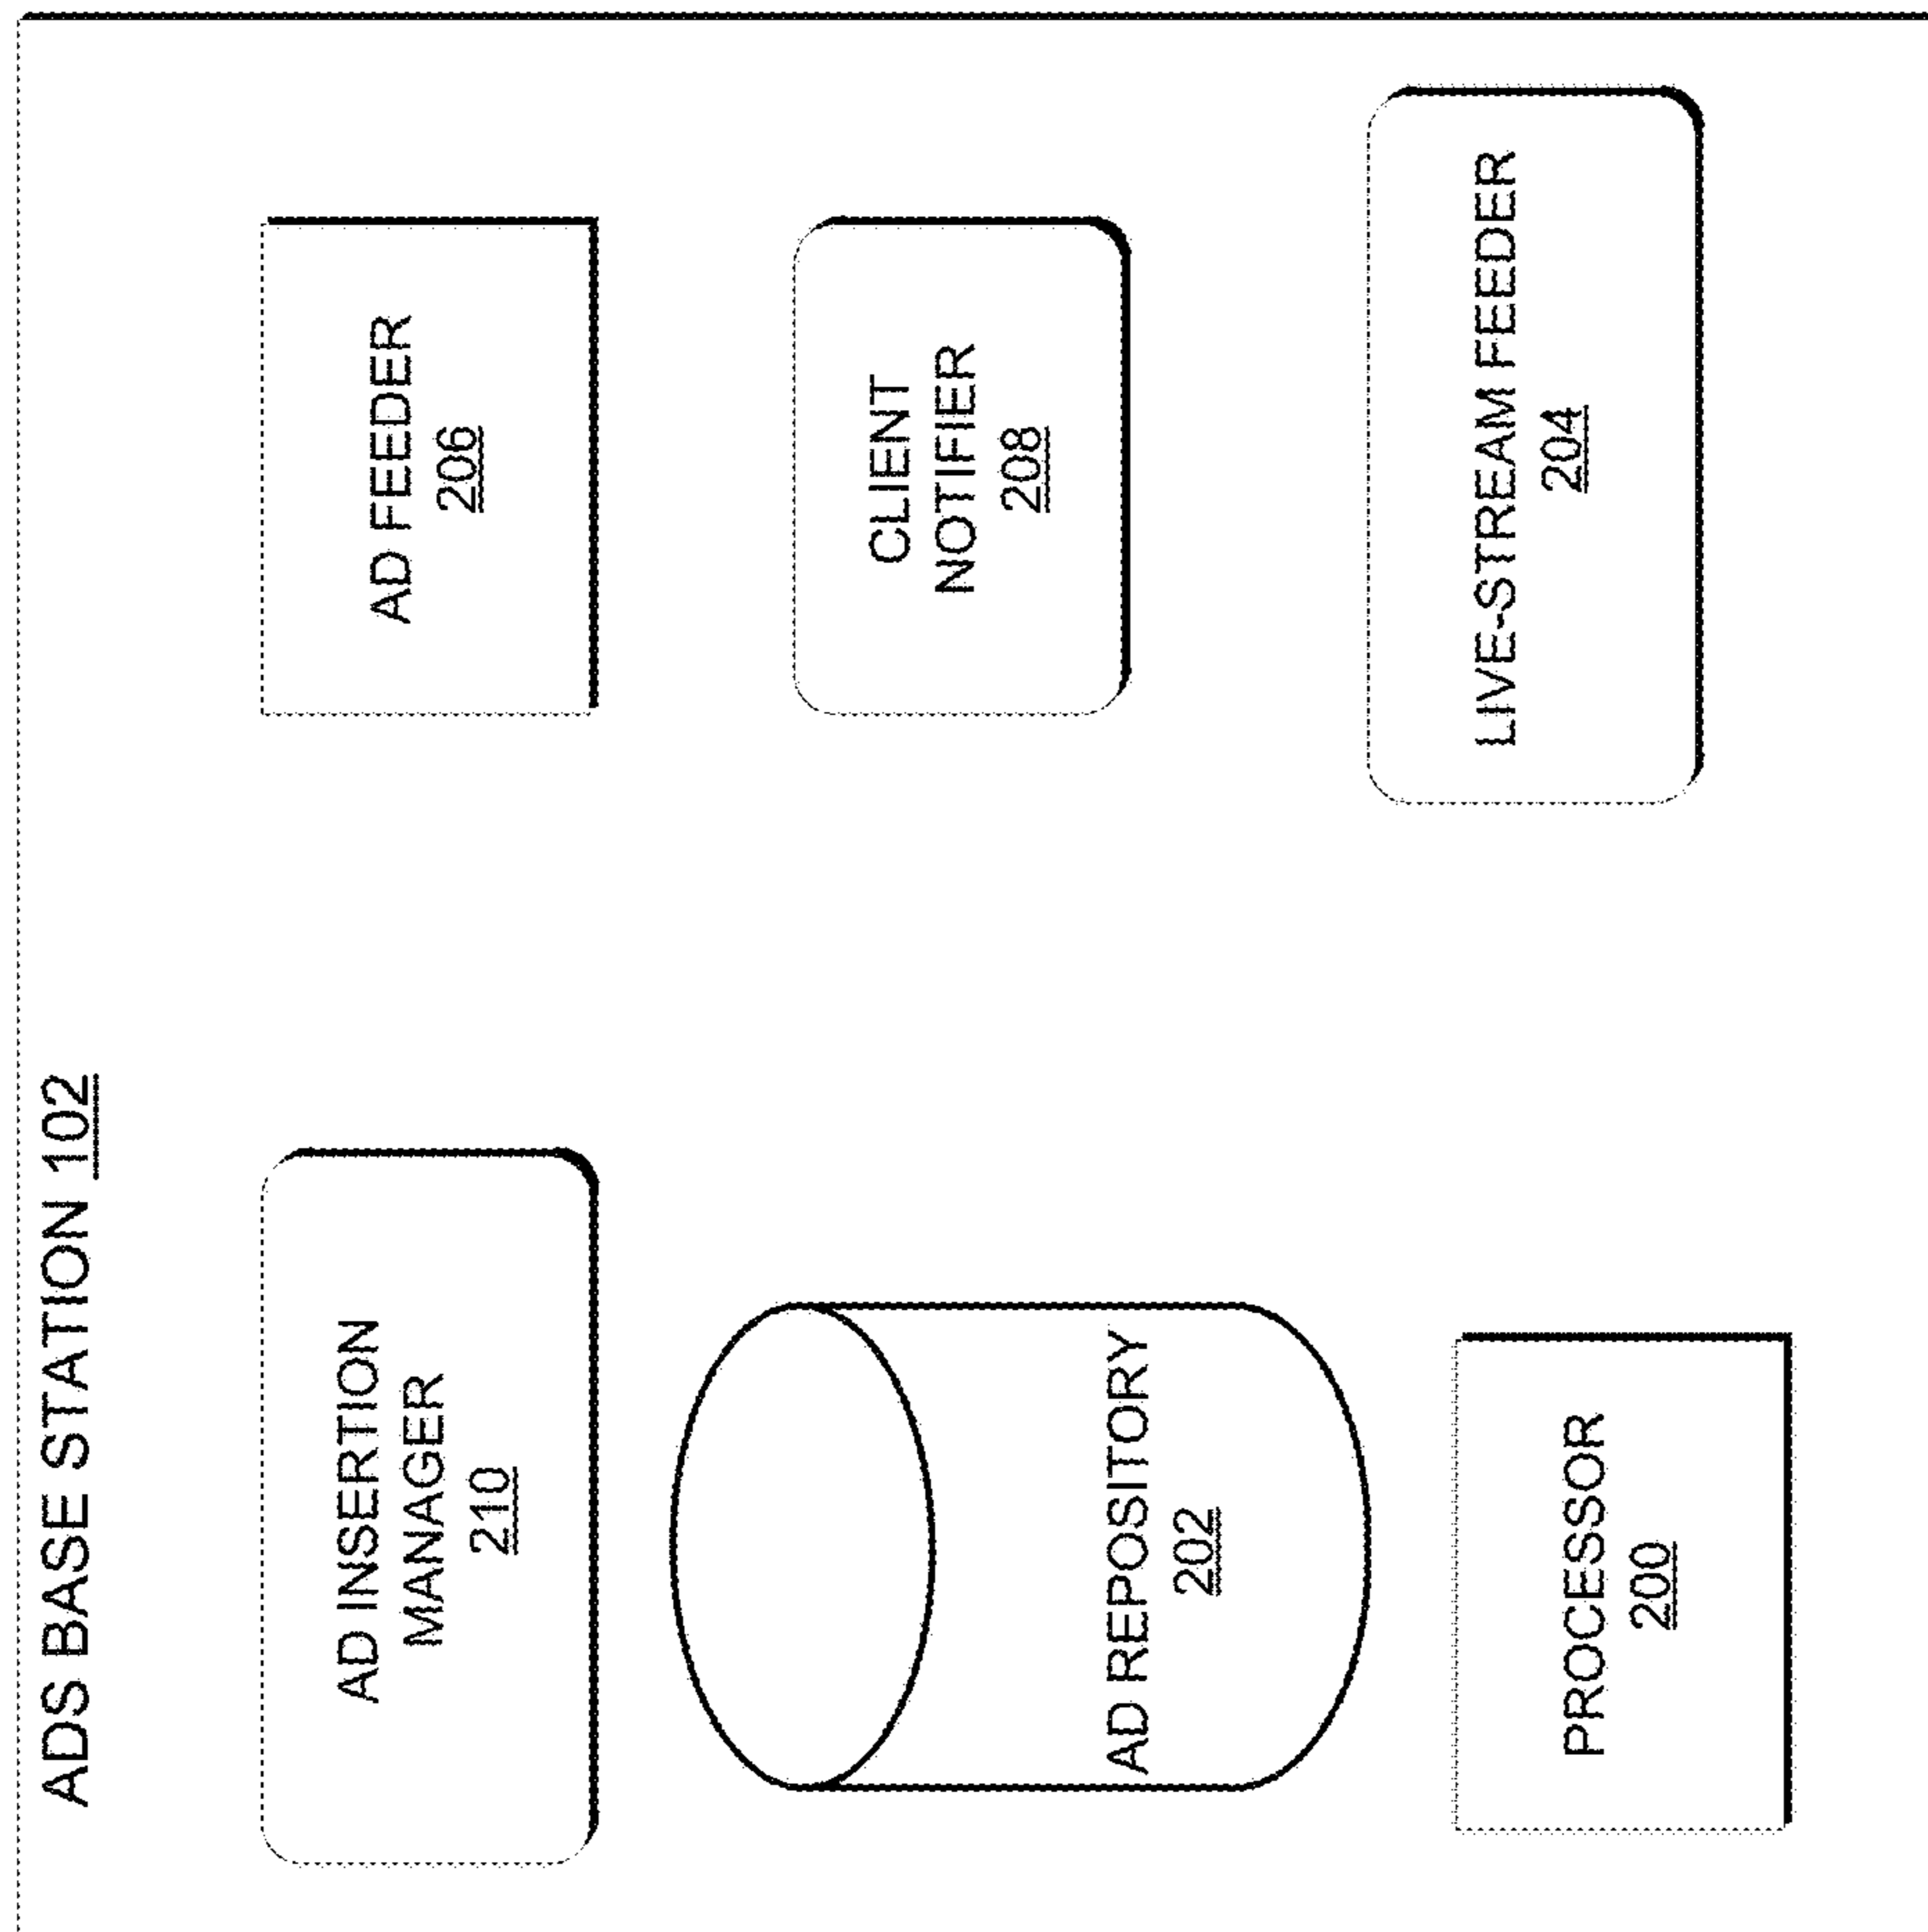 ADS BASE STATION 102
AD INSERTION
MANAGER
210
AD FEEDER
206
AD REPOSITORY
202
CLIENT
NOTIFIER
208
PROCESSOR
200
LIVE-STREAM FEEDER
204